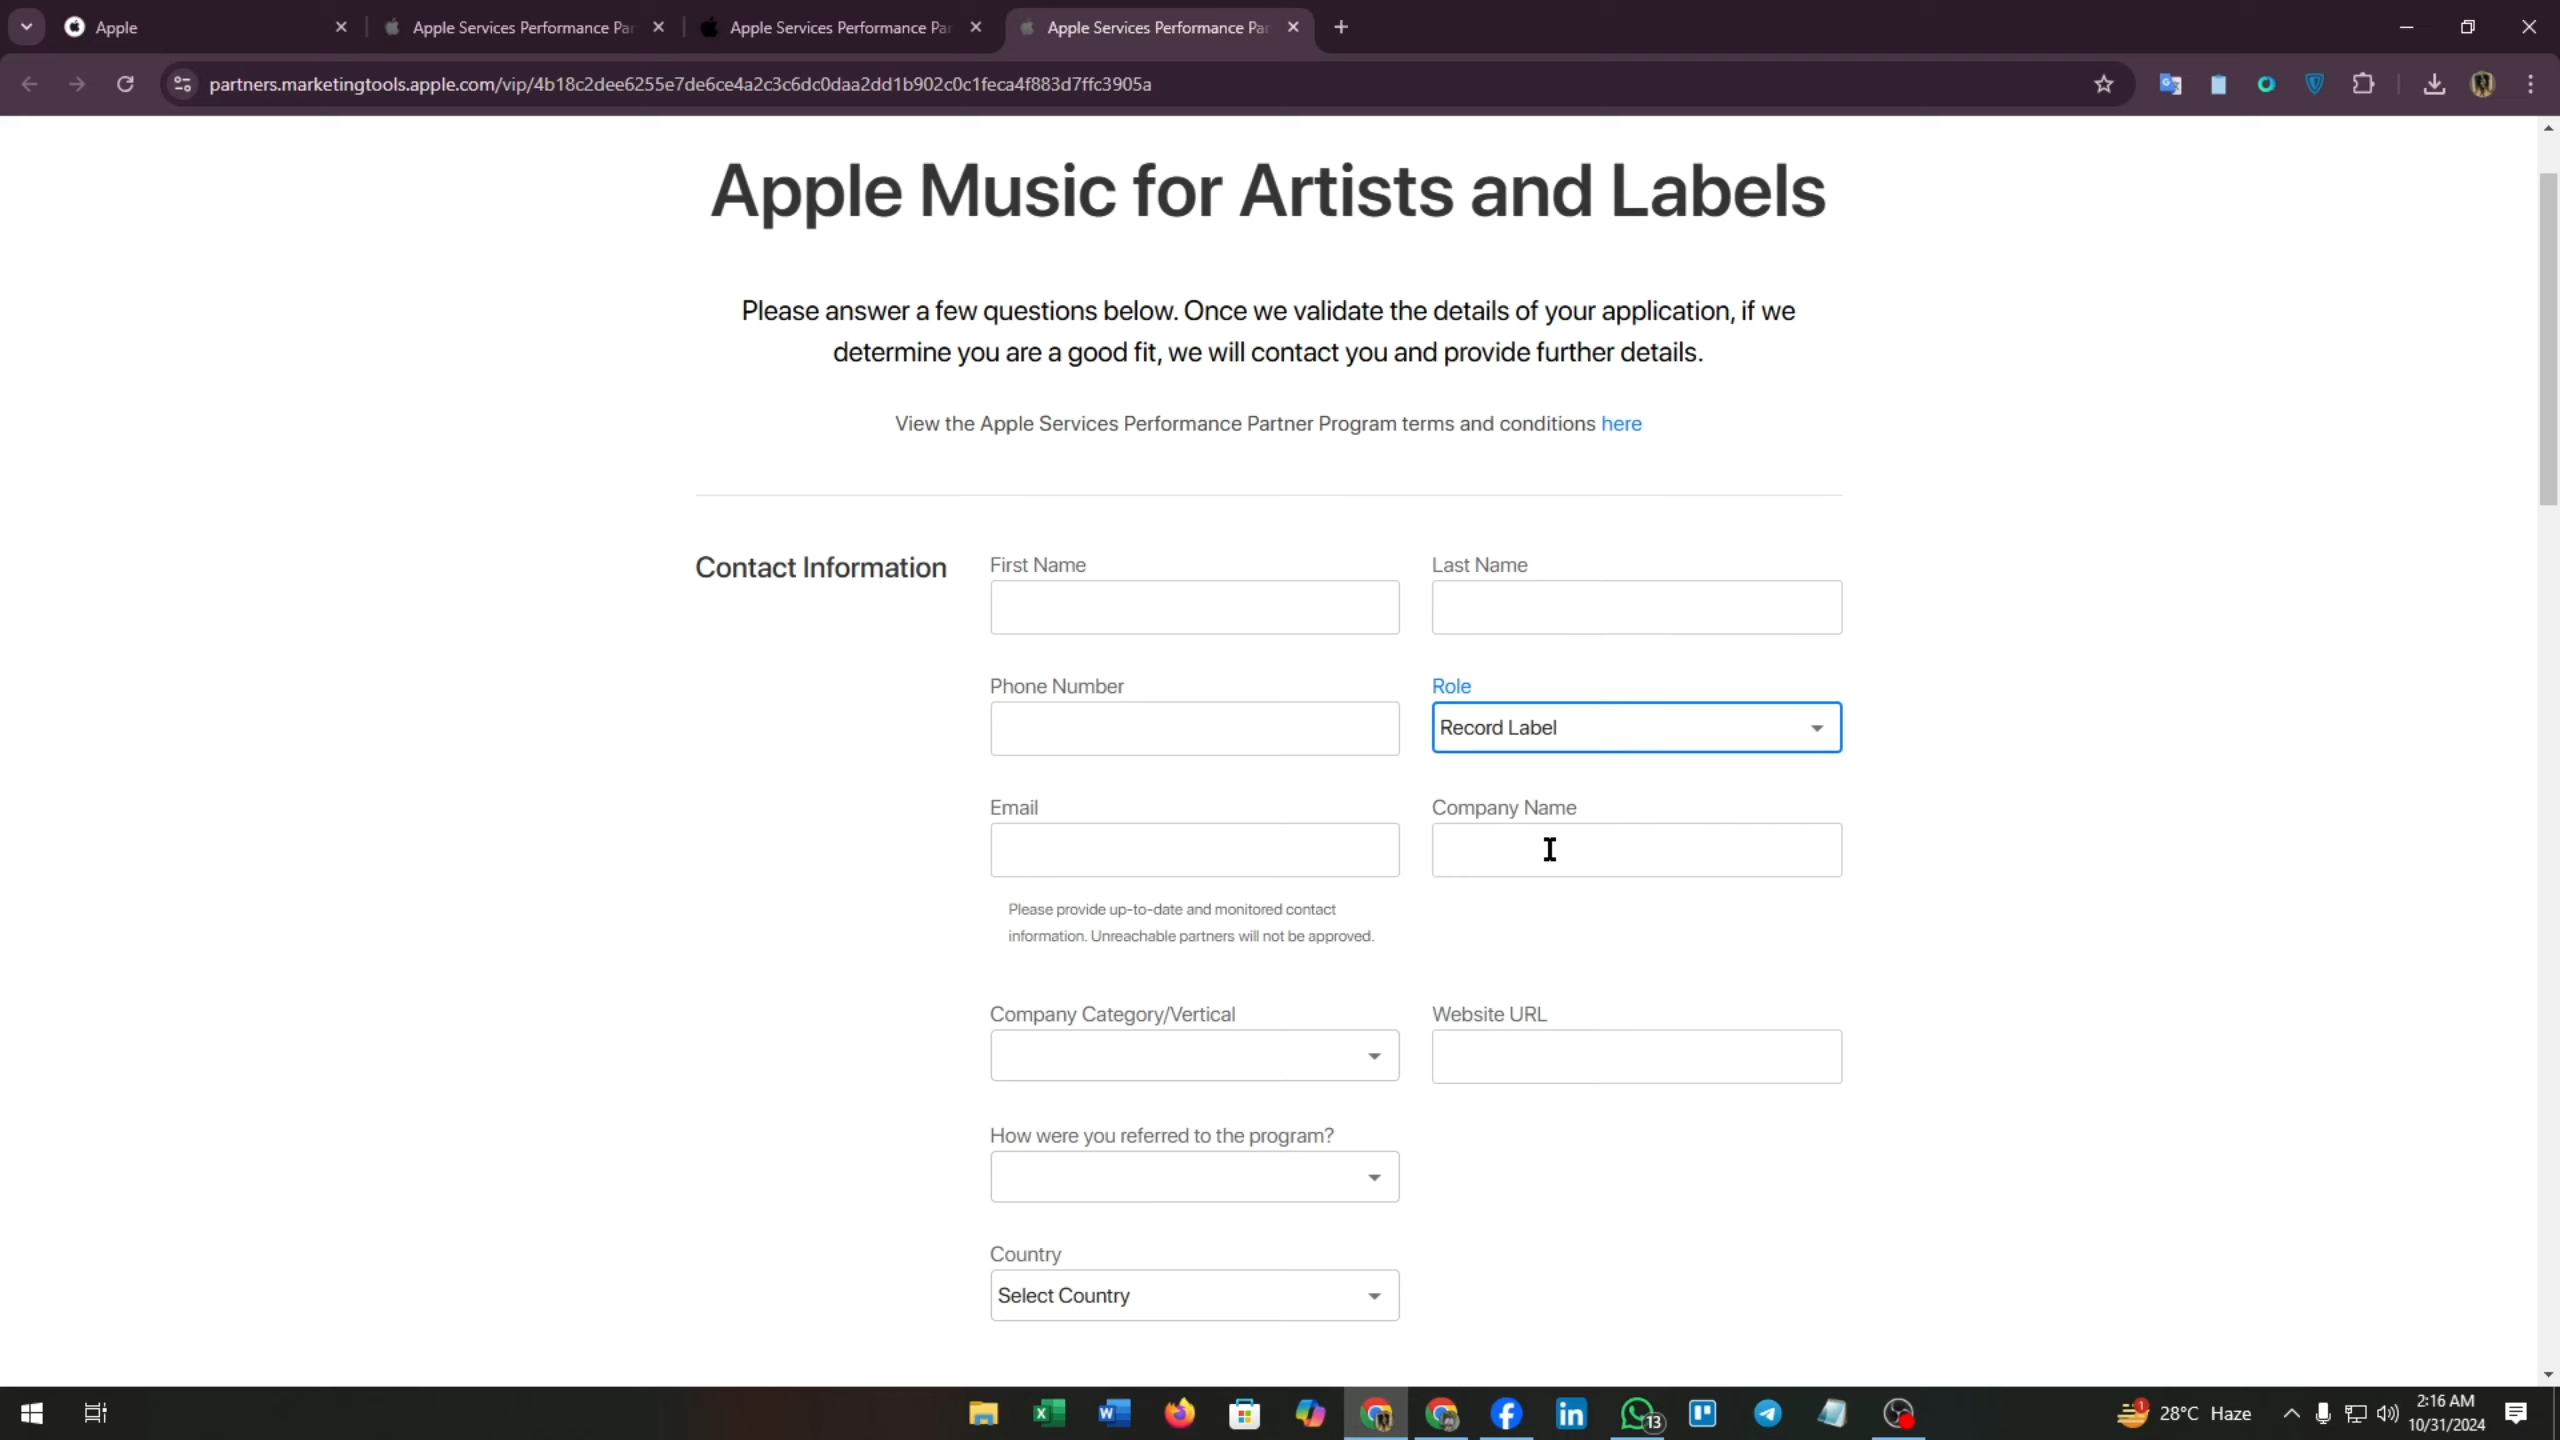 Apple
Apple Services Performance Par
Apple Services Performance Par
Apple Services Performance Par
partners.marketingtools.apple.com/vip/4b18c2dee6255e7de6ce4a2c3c6dc0daa2dd1b902c0c1feca4f883d7ffc3905a
Apple Music for Artists and Labels
Please answer a few questions below. Once we validate the details of your application, if we
determine you are a good fit, we will contact you and provide further details.
View the Apple Services Performance Partner Program terms and conditions here
Contact Information
First Name
Last Name
Phone Number
Role
Record Label
Email
Company Name
Please provide up-to-date and monitored contact
information. Unreachable partners will not be approved.
Company Category/Vertical
Website URL
How were you referred to the program?
Country
Select Country
13
1
28°C Haze
2:16 AM
10/31/2024